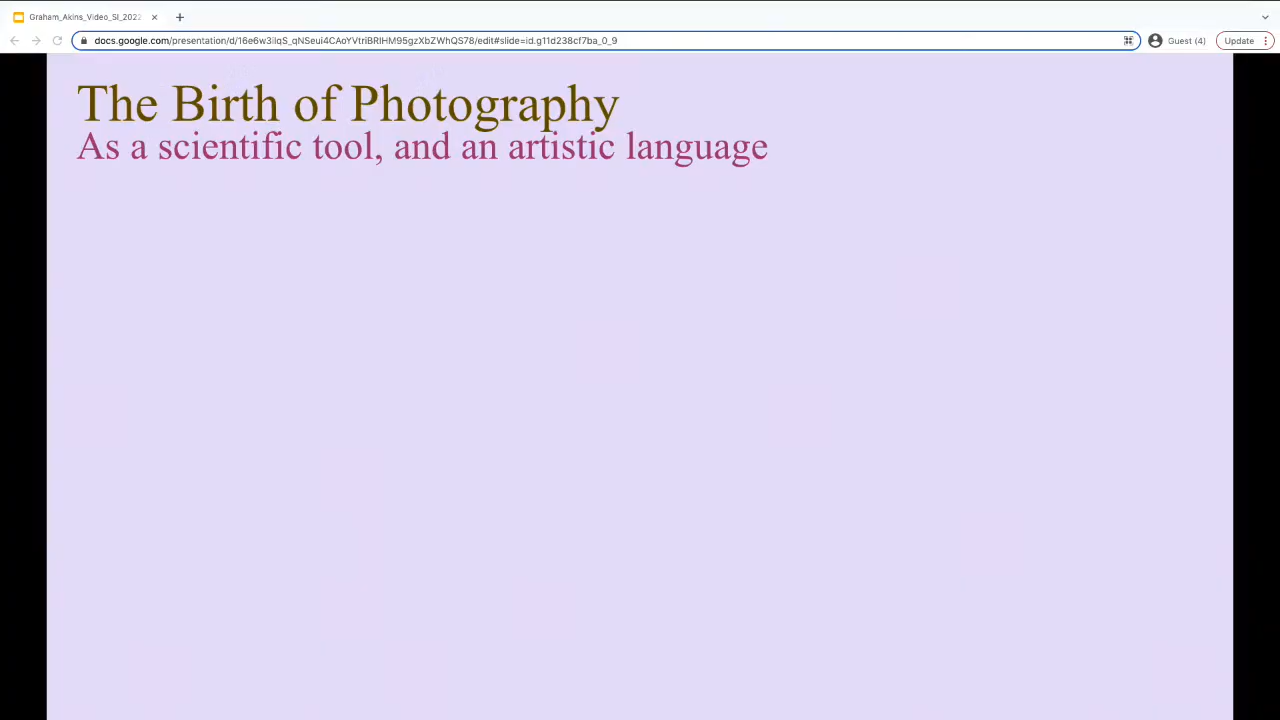 Graham_Akins_Video_SI_2022
docs.google.com/presentation/d/16e6w3iIqS_qNSeui4CAoYVtriBRIHM95gzXbZWhQS78/edit#slide=id.g11d238cf7ba_0_9
Guest (4)
Update
The Birth of Photography
As a scientific tool, and an artistic language